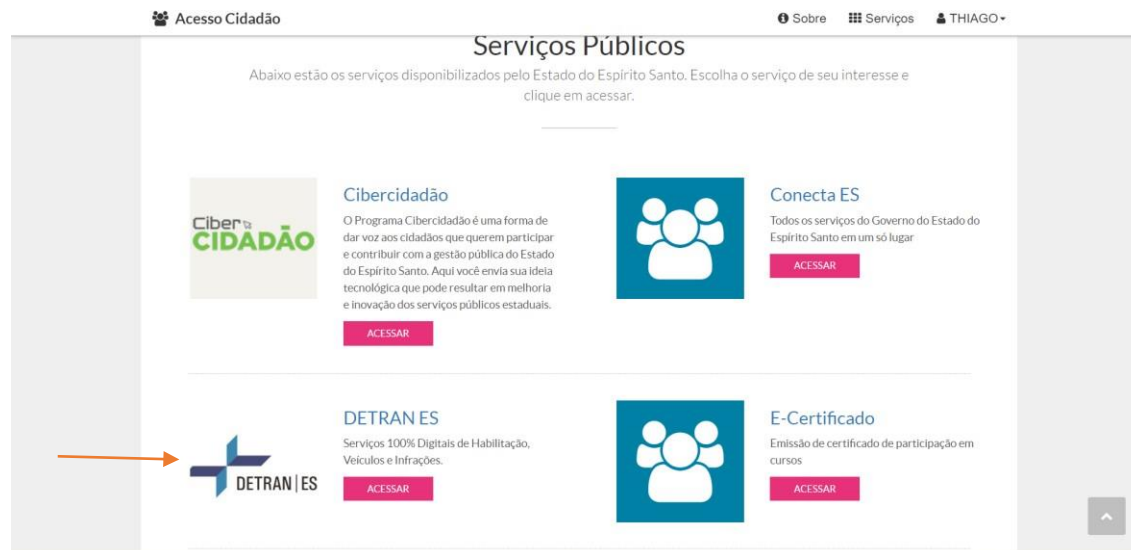 Acesso Cidadão
Sobre
Serviços
THIAGO
Serviços Públicos
Abaixo estão os serviços disponibilizados pelo Estado do Espírito Santo. Escolha o serviço de seu interesse e
clique em acessar.
Ciber
CIDADÃO
Cibercidadão
O Programa Cibercidadão é uma forma de
dar voz aos cidadãos que querem participar
e contribuir com a gestão pública do Estado
do Espírito Santo. Aqui você envia sua ideia
tecnológica que pode resultar em melhoria
e inovação dos serviços públicos estaduais.
ACESSAR
Conecta ES
Todos os serviços do Governo do Estado do
Espírito Santo em um só lugar
ACESSAR
DETRAN|ES
DETRAN ES
Serviços 100% Digitais de Habilitação,
Veículos e Infrações.
ACESSAR
E-Certificado
Emissão de certificado de participação em
cursos
ACESSAR